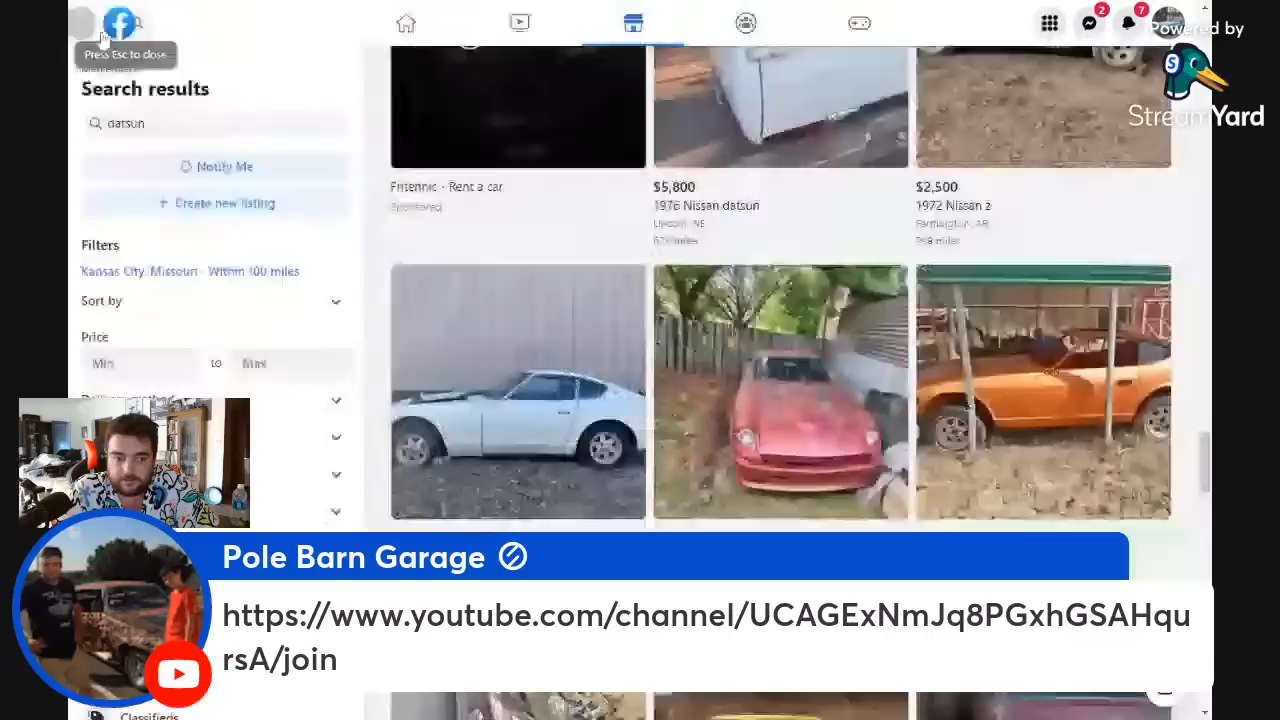 2
7
Powered by
StreamYard
Press Esc to close
Search results
datsun
Notify Me
+ Create new listing
Filters
Kansas City, Missouri · Within 100 miles
Sort by
Price
Min
to
Max
Rent a car
Sponsored
$5,800
1976 Nissan datsun
$2,500
1972 Nissan z
Pole Barn Garage
https://www.youtube.com/channel/UCAGExNmJq8PGxhGSAHqu
rsA/join
Classifieds